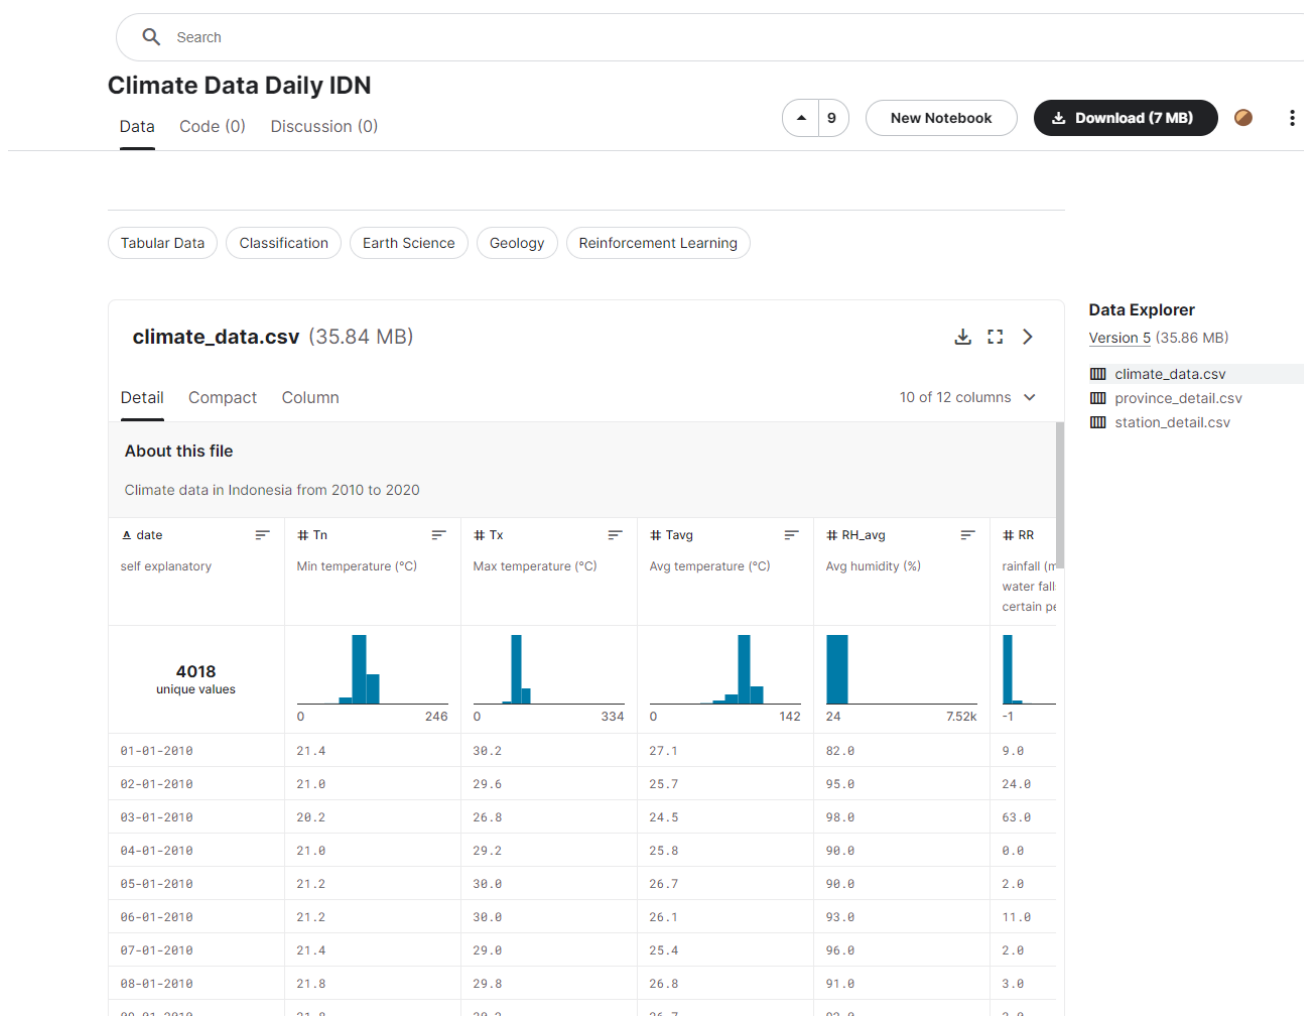 Search
Climate Data Daily IDN
Data Code (0) Discussion (0)
9 New Notebook Download (7 MB)
Tabular Data Classification Earth Science Geology Reinforcement Learning
climate_data.csv (35.84 MB)
Detail Compact Column 10 of 12 columns
About this file
Climate data in Indonesia from 2010 to 2020
A date # Tn # Tx # Tavg # RH_avg # RR
self explanatory Min temperature (°C) Max temperature (°C) Avg temperature (°C) Avg humidity (%) rainfall
water fall
certain
4018
unique values
0 246 0 334 0 142 24 7.52k -1
01-01-2010 21.4 30.2 27.1 82.0 9.0
02-01-2010 21.0 29.6 25.7 95.0 24.0
03-01-2010 20.2 26.8 24.5 98.0 63.0
04-01-2010 21.0 29.2 25.8 90.0 0.0
05-01-2010 21.2 30.0 26.7 90.0 2.0
06-01-2010 21.2 30.0 26.1 93.0 11.0
07-01-2010 21.4 29.0 25.4 96.0 2.0
08-01-2010 21.8 29.8 26.8 91.0 3.0
Data Explorer
Version 5 (35.86 MB)
climate_data.csv
province_detail.csv
station_detail.csv